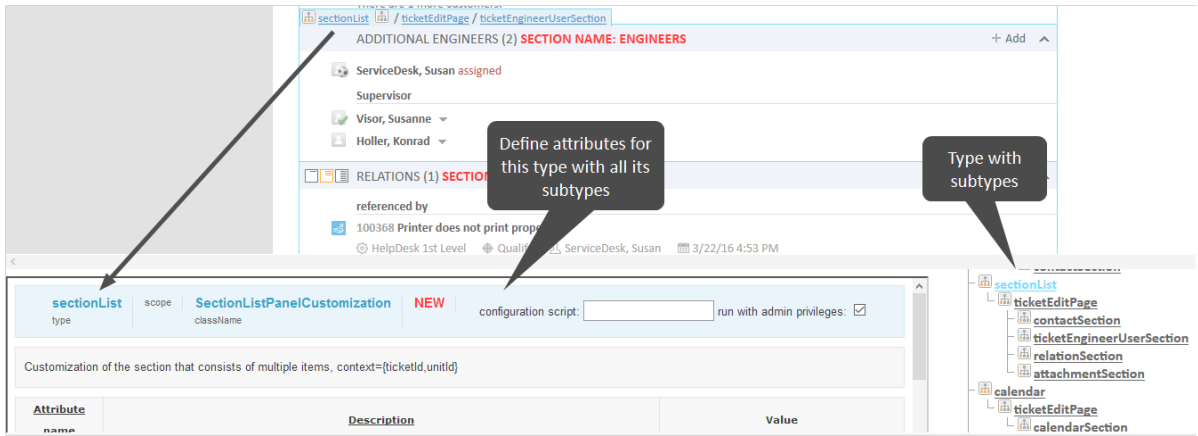 sectionList / ticketEditPage / ticketEngineerUserSection
ADDITIONAL ENGINEERS (2) SECTION NAME: ENGINEERS
+ Add
ServiceDesk, Susan assigned
Supervisor
Visor, Susanne
Holler, Konrad
Define attributes for
this type with all its
subtypes
Type with
subtypes
RELATIONS (1)
referenced by
100368 Printer does not print
HelpDesk 1st Level ServiceDesk, Susan 3/22/16 4:53 PM
sectionList
type
scope
SectionListPanelCustomization
className
NEW
configuration script:
run with admin privileges:
Customization of the section that consists of multiple items, context={ticketId,unitId}
Attribute
name
Description
Value
contactSection
sectionList
ticketEditPage
contactSection
ticketEngineerUserSection
relationSection
attachmentSection
calendar
ticketEditPage
calendarSection